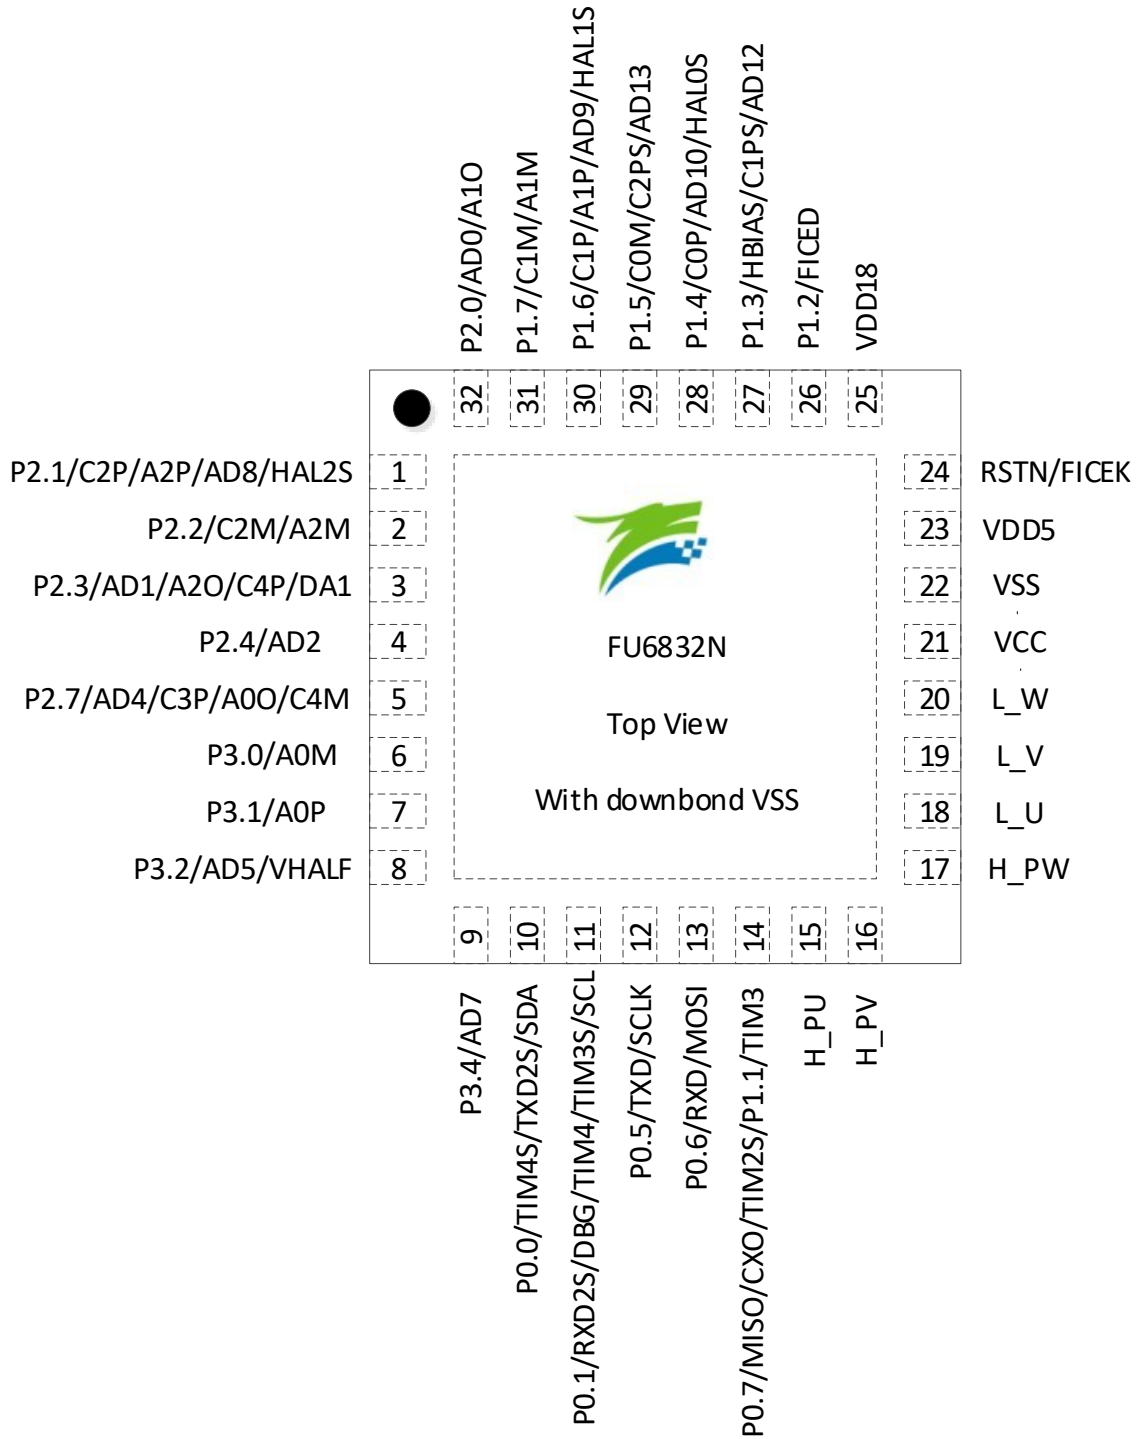 P2.0/AD0/A1O
P1.7/C1M/A1M
P1.6/C1P/A1P/AD9/HAL1S
P1.5/C0M/C2PS/AD13
P1.4/C0P/AD10/HAL0S
P1.3/HBIAS/C1PS/AD12
P1.2/FICED
VDD18
32
31
30
29
28
27
26
25
P2.1/C2P/A2P/AD8/HAL2S 1
P2.2/C2M/A2M 2
P2.3/AD1/A2O/C4P/DA1 3
P2.4/AD2 4
P2.7/AD4/C3P/A0O/C4M 5
P3.0/A0M 6
P3.1/A0P 7
P3.2/AD5/VHALF 8
FU6832N
Top View
With downbond VSS
24 RSTN/FICEK
23 VDD5
22 VSS
21 VCC
20 L_W
19 L_V
18 L_U
17 H_PW
9
10
11
12
13
14
15
16
P3.4/AD7
P0.0/TIM4S/TXD2S/SDA
P0.1/RXD2S/DBG/TIM4/TIM3S/SCL
P0.5/TXD/SCLK
P0.6/RXD/MOSI
P0.7/MISO/CXO/TIM2S/P1.1/TIM3
H_PU
H_PV